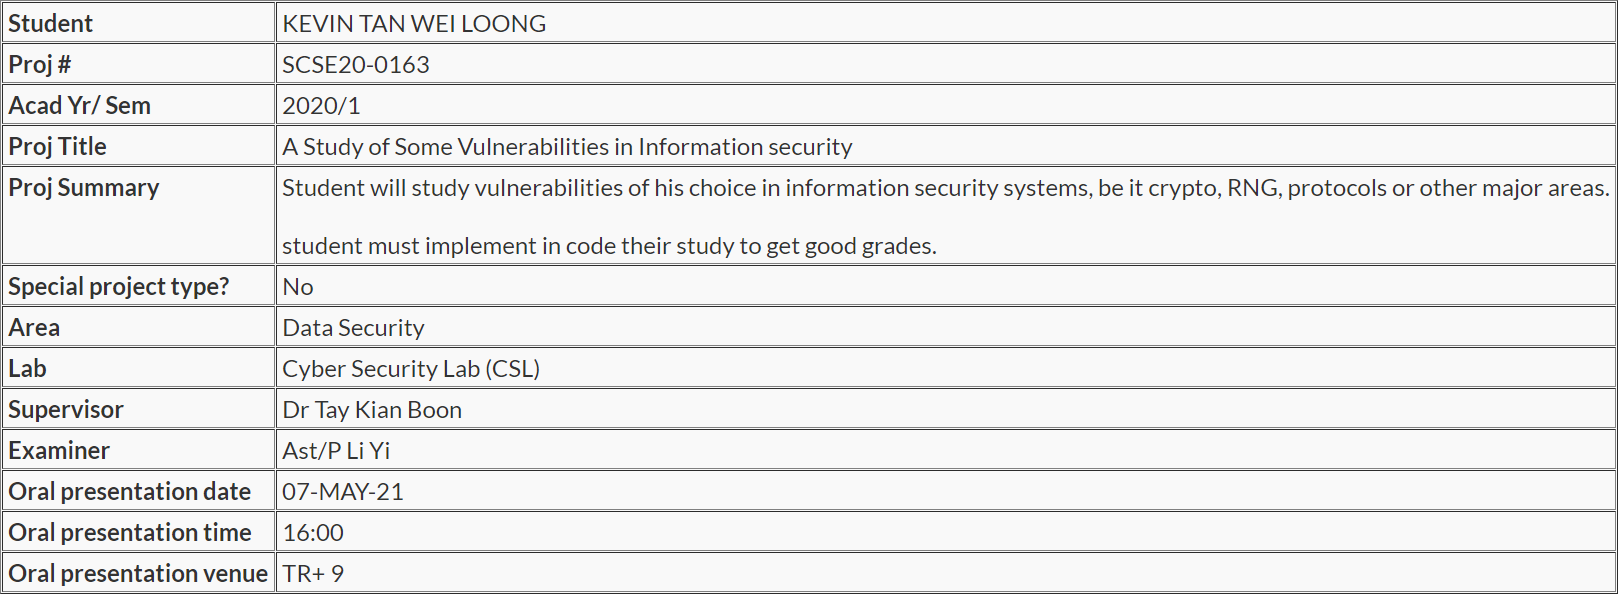 Student KEVIN TAN WEI LOONG
Proj # SCSE20-0163
Acad Yr/ Sem 2020/1
Proj Title A Study of Some Vulnerabilities in Information security
Proj Summary Student will study vulnerabilities of his choice in information security systems, be it crypto, RNG, protocols or other major areas.
student must implement in code their study to get good grades.
Special project type? No
Area Data Security
Lab Cyber Security Lab (CSL)
Supervisor Dr Tay Kian Boon
Examiner Ast/P Li Yi
Oral presentation date 07-MAY-21
Oral presentation time 16:00
Oral presentation venue TR+ 9